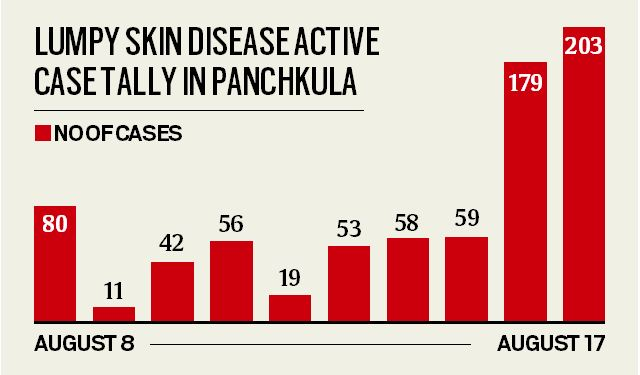 LUMPY SKIN DISEASE ACTIVE
CASE TALLY IN PANCHKULA
NO OF CASES
80 11 42 56 19 53 58 59 179 203
AUGUST 8 AUGUST 17